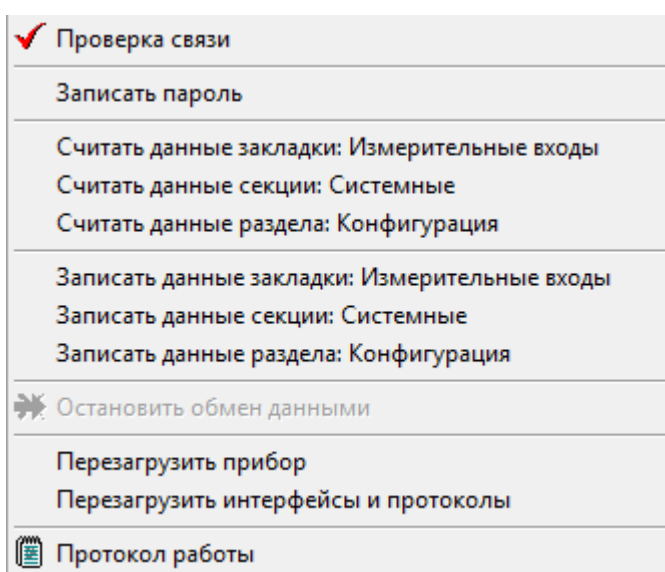 Проверка связи
Записать пароль
Считать данные закладки: Измерительные входы
Считать данные секции: Системные
Считать данные раздела: Конфигурация
Записать данные закладки: Измерительные входы
Записать данные секции: Системные
Записать данные раздела: Конфигурация
Остановить обмен данными
Перезагрузить прибор
Перезагрузить интерфейсы и протоколы
Протокол работы